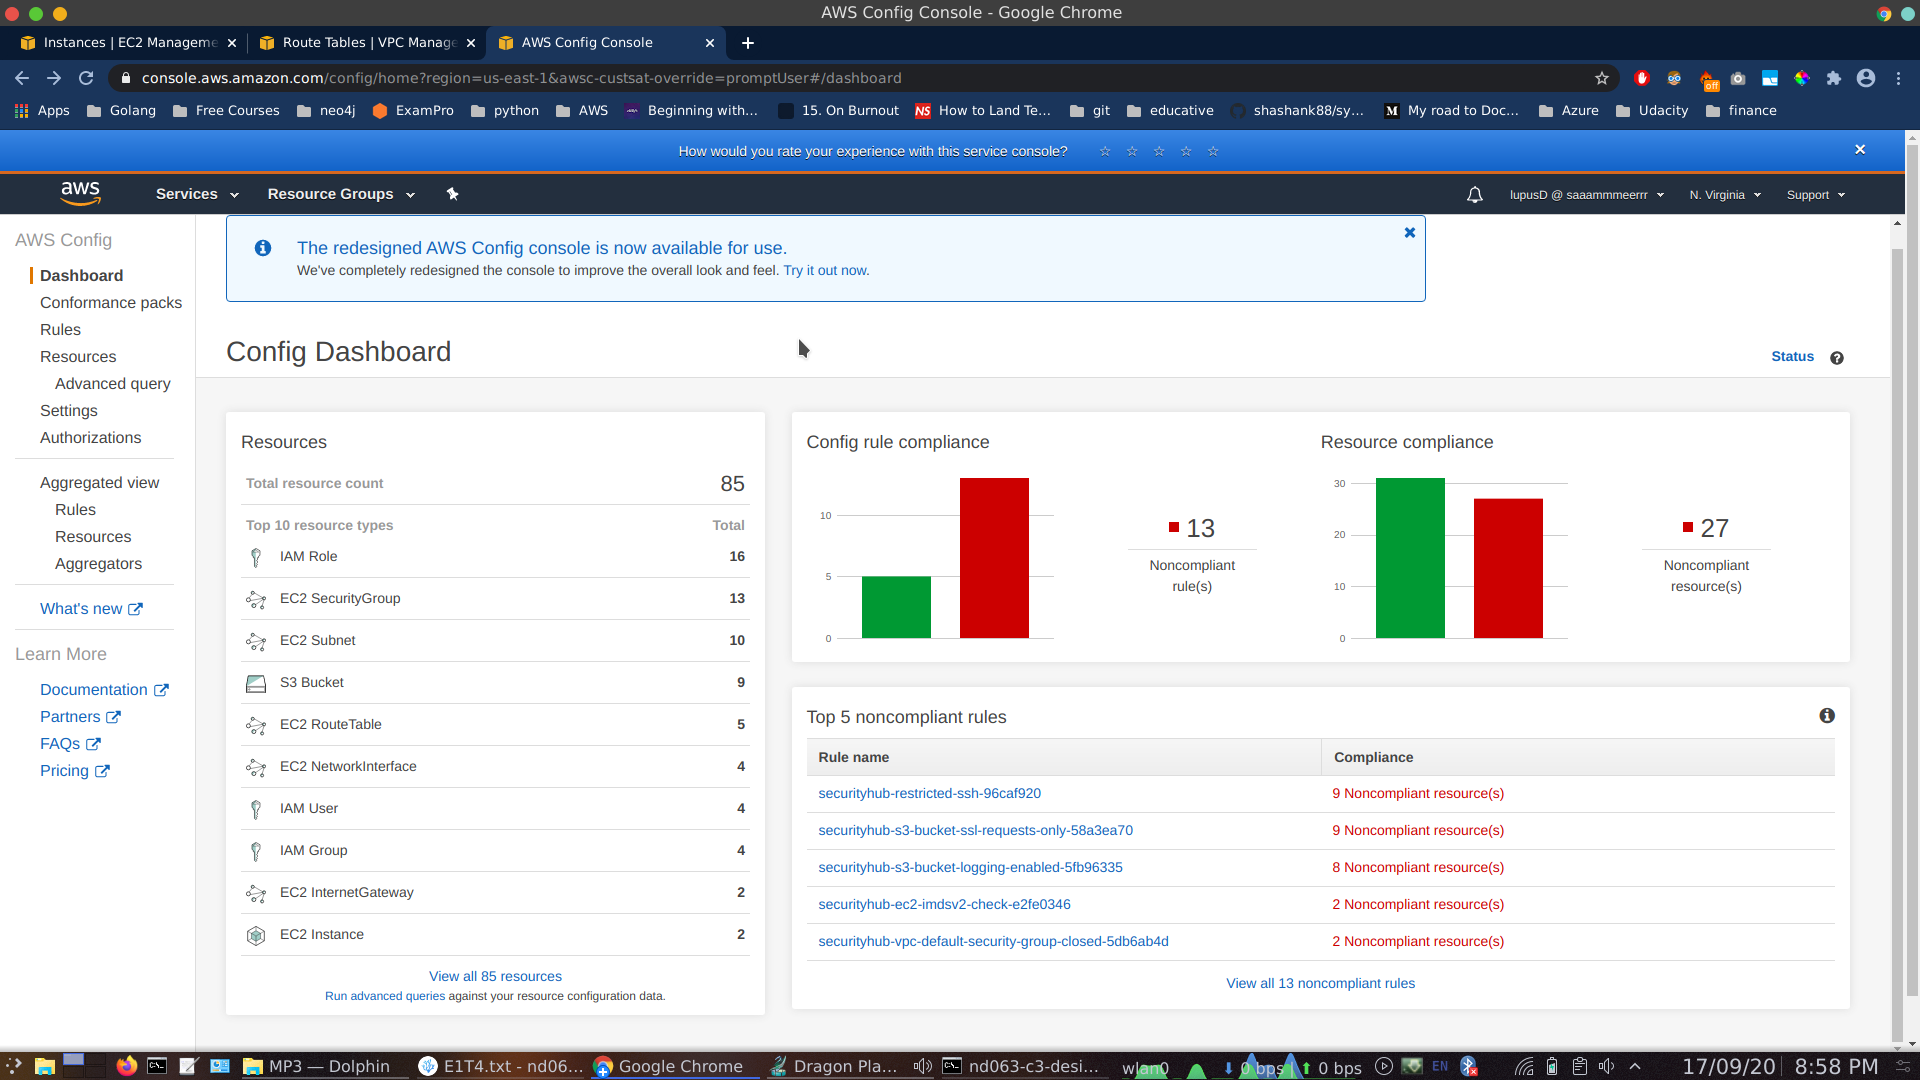 AWS Config Console - Google Chrome
Instances | EC2 Manageme
Route Tables | VPC Manage
AWS Config Console
console.aws.amazon.com/config/home?region=us-east-1&awsc-custsat-override=promptUser#/dashboard
off
Apps Golang Free Courses neo4j ExamPro python AWS Beginning with... 15. On Burnout NS How to Land Te... git educative shashank88/sy... M My road to Doc... Azure Udacity finance
How would you rate your experience with this service console?
aws Services Resource Groups lupusD @ saaammmeerrr N. Virginia Support
AWS Config
Dashboard
Conformance packs
Rules
Resources
Advanced query
Settings
Authorizations
Aggregated view
Rules
Resources
Aggregators
What's new
Learn More
Documentation
Partners
FAQs
Pricing
The redesigned AWS Config console is now available for use.
We've completely redesigned the console to improve the overall look and feel. Try it out now.
Config Dashboard
Status
Resources
Total resource count 85
Top 10 resource types Total
IAM Role 16
EC2 SecurityGroup 13
EC2 Subnet 10
S3 Bucket 9
EC2 RouteTable 5
EC2 NetworkInterface 4
IAM User 4
IAM Group 4
EC2 InternetGateway 2
EC2 Instance 2
View all 85 resources
Run advanced queries against your resource configuration data.
Config rule compliance
10
5
0
13
Noncompliant
rule(s)
Resource compliance
30
20
10
0
27
Noncompliant
resource(s)
Top 5 noncompliant rules
Rule name Compliance
securityhub-restricted-ssh-96caf920 9 Noncompliant resource(s)
securityhub-s3-bucket-ssl-requests-only-58a3ea70 9 Noncompliant resource(s)
securityhub-s3-bucket-logging-enabled-5fb96335 8 Noncompliant resource(s)
securityhub-ec2-imdsv2-check-e2fe0346 2 Noncompliant resource(s)
securityhub-vpc-default-security-group-closed-5db6ab4d 2 Noncompliant resource(s)
View all 13 noncompliant rules
MP3 — Dolphin E1T4.txt - nd06... Google Chrome Dragon Pla... nd063-c3-desi... wlan0 0 bps 0 bps EN 17/09/20 8:58 PM